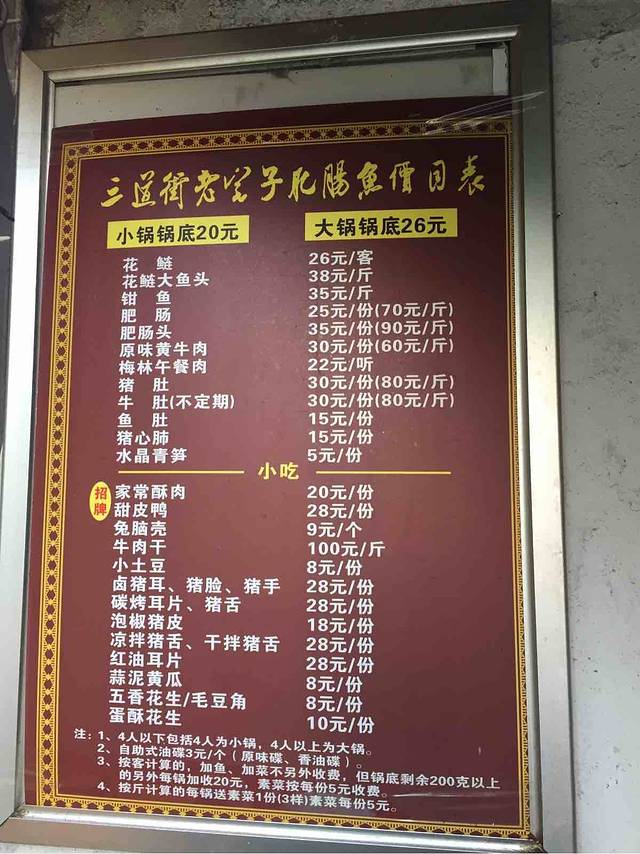 三道街老宅子肥腸魚價目表
小锅锅底20元 大锅锅底26元
花 鲢 26元/客
花鲢大鱼头 38元/斤
钳 鱼 35元/斤
肥 肠 25元/份(70元/斤)
肥肠头 35元/份(90元/斤)
原味黄牛肉 30元/份(60元/斤)
梅林午餐肉 22元/听
猪 肚 30元/份(80元/斤)
牛 肚(不定期) 30元/份(80元/斤)
鱼 肚 15元/份
猪心肺 15元/份
水晶青笋 5元/份
小吃
招牌 家常酥肉 20元/份
甜皮鸭 28元/份
兔脑壳 9元/个
牛肉干 100元/斤
小土豆 8元/份
卤猪耳、猪脸、猪手 28元/份
碳烤耳片、猪舌 28元/份
泡椒猪皮 18元/份
凉拌猪舌、干拌猪舌 28元/份
红油耳片 28元/份
蒜泥黄瓜 8元/份
五香花生/毛豆角 8元/份
蛋酥花生 10元/份
注：1、4人以下包括4人为小锅，4人以上为大锅。
2、自助式油碟3元/个（原味碟、香油碟）。
3、按客计算的，加鱼、加菜不另外收费，但锅底剩余200克以上
的另外每锅加收20元，素菜按每份5元收费。
4、按斤计算的每锅送素菜1份(3样)素菜每份5元。